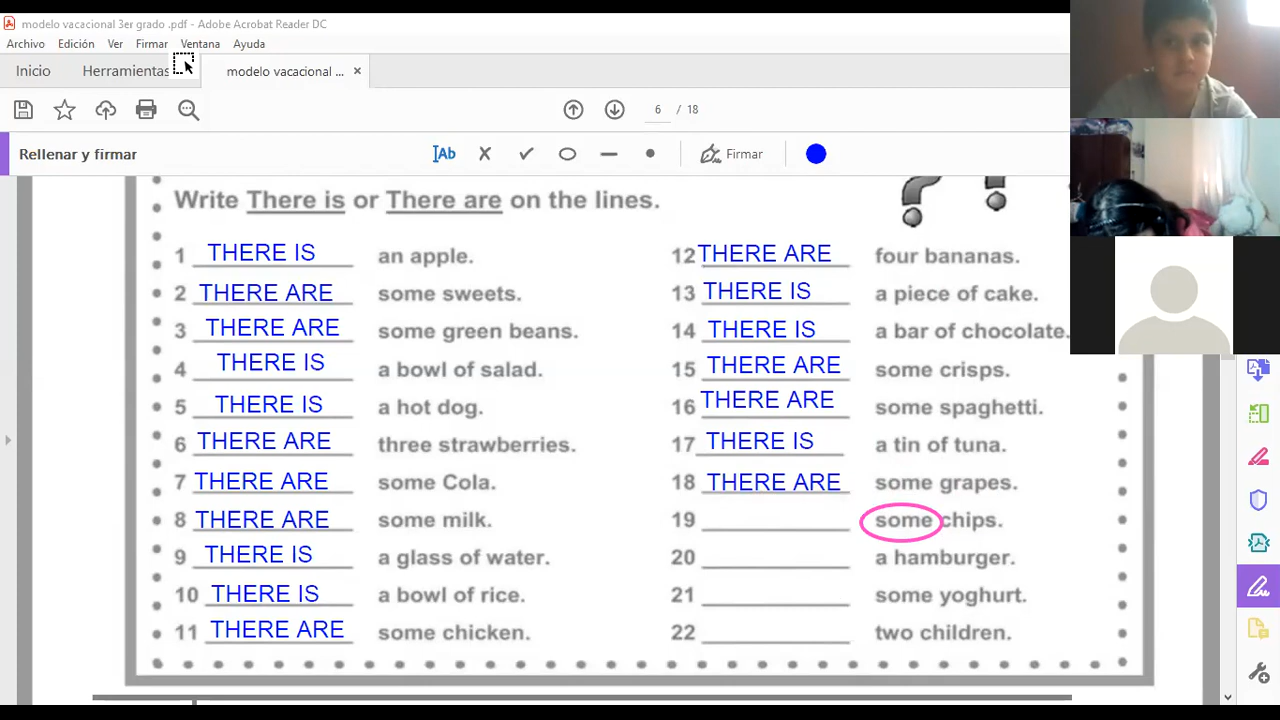 modelo vacacional 3er grado .pdf - Adobe Acrobat Reader DC
Archivo Edición Ver Firmar Ventana Ayuda
Inicio Herramientas modelo vacacional ... ×
6 / 18
Rellenar y firmar Ab Firmar
Write There is or There are on the lines.
1 THERE IS an apple.
2 THERE ARE some sweets.
3 THERE ARE some green beans.
4 THERE IS a bowl of salad.
5 THERE IS a hot dog.
6 THERE ARE three strawberries.
7 THERE ARE some Cola.
8 THERE ARE some milk.
9 THERE IS a glass of water.
10 THERE IS a bowl of rice.
11 THERE ARE some chicken.
12 THERE ARE four bananas.
13 THERE IS a piece of cake.
14 THERE IS a bar of chocolate.
15 THERE ARE some crisps.
16 THERE ARE some spaghetti.
17 THERE IS a tin of tuna.
18 THERE ARE some grapes.
19 some chips.
20 a hamburger.
21 some yoghurt.
22 two children.